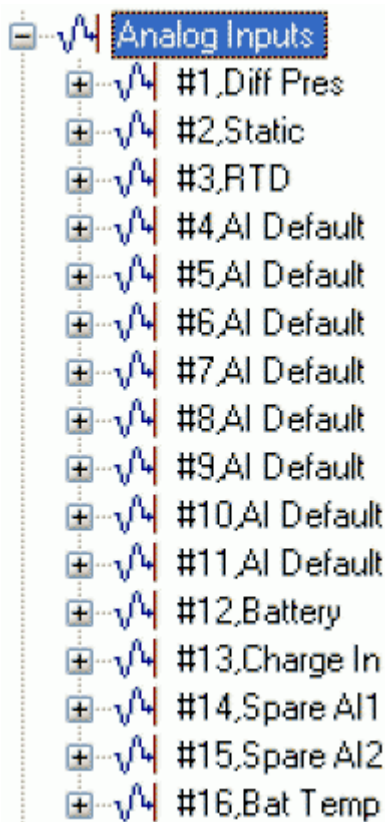 Analog Inputs
#1,Diff Pres
#2,Static
#3,RTD
#4,AI Default
#5,AI Default
#6,AI Default
#7,AI Default
#8,AI Default
#9,AI Default
#10,AI Default
#11,AI Default
#12,Battery
#13,Charge In
#14,Spare AI1
#15,Spare AI2
#16,Bat Temp